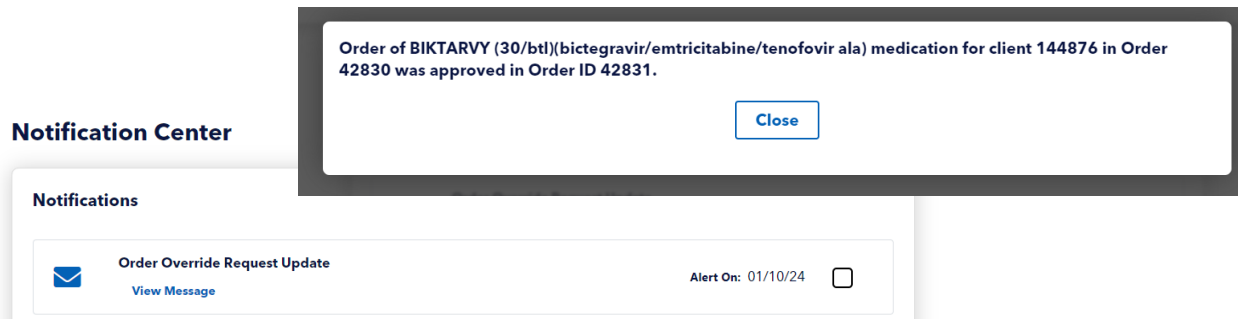 Order of BIKTARVY (30/btl)(bictegravir/emtricitabine/tenofovir ala) medication for client 144876 in Order
42830 was approved in Order ID 42831.
Close
Notification Center
Notifications
Order Override Request Update
View Message
Alert On: 01/10/24